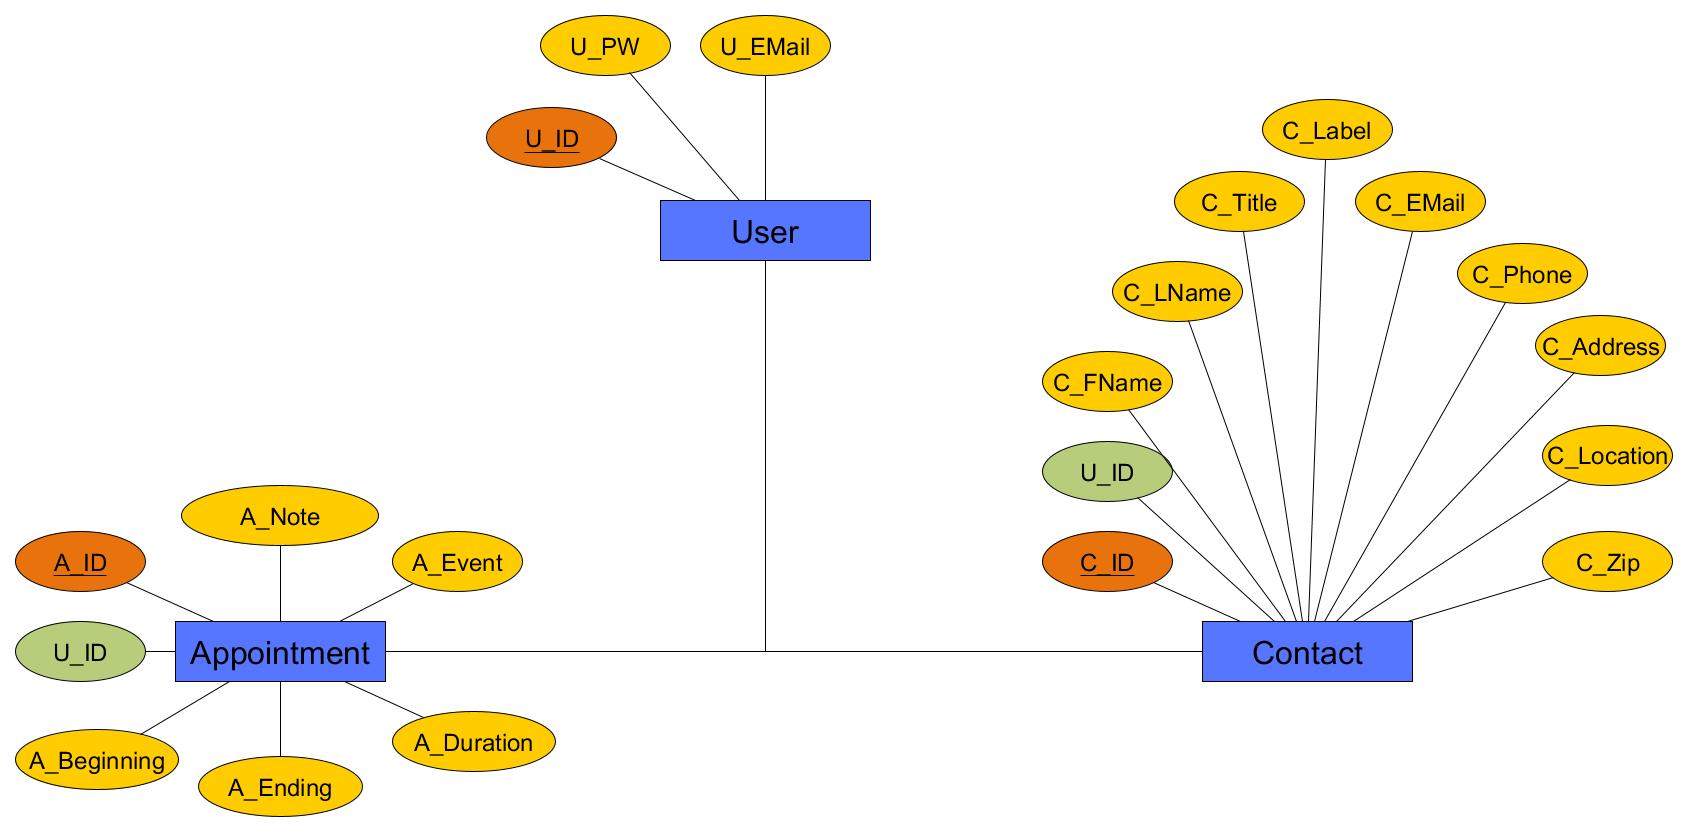 U_PW
U_EMail
U_ID
User
C_Label
C_Title
C_EMail
C_LName
C_Phone
C_Address
C_FName
U_ID
C_Location
C_ID
C_Zip
Contact
A_Note
A_ID
A_Event
U_ID
Appointment
A_Beginning
A_Ending
A_Duration